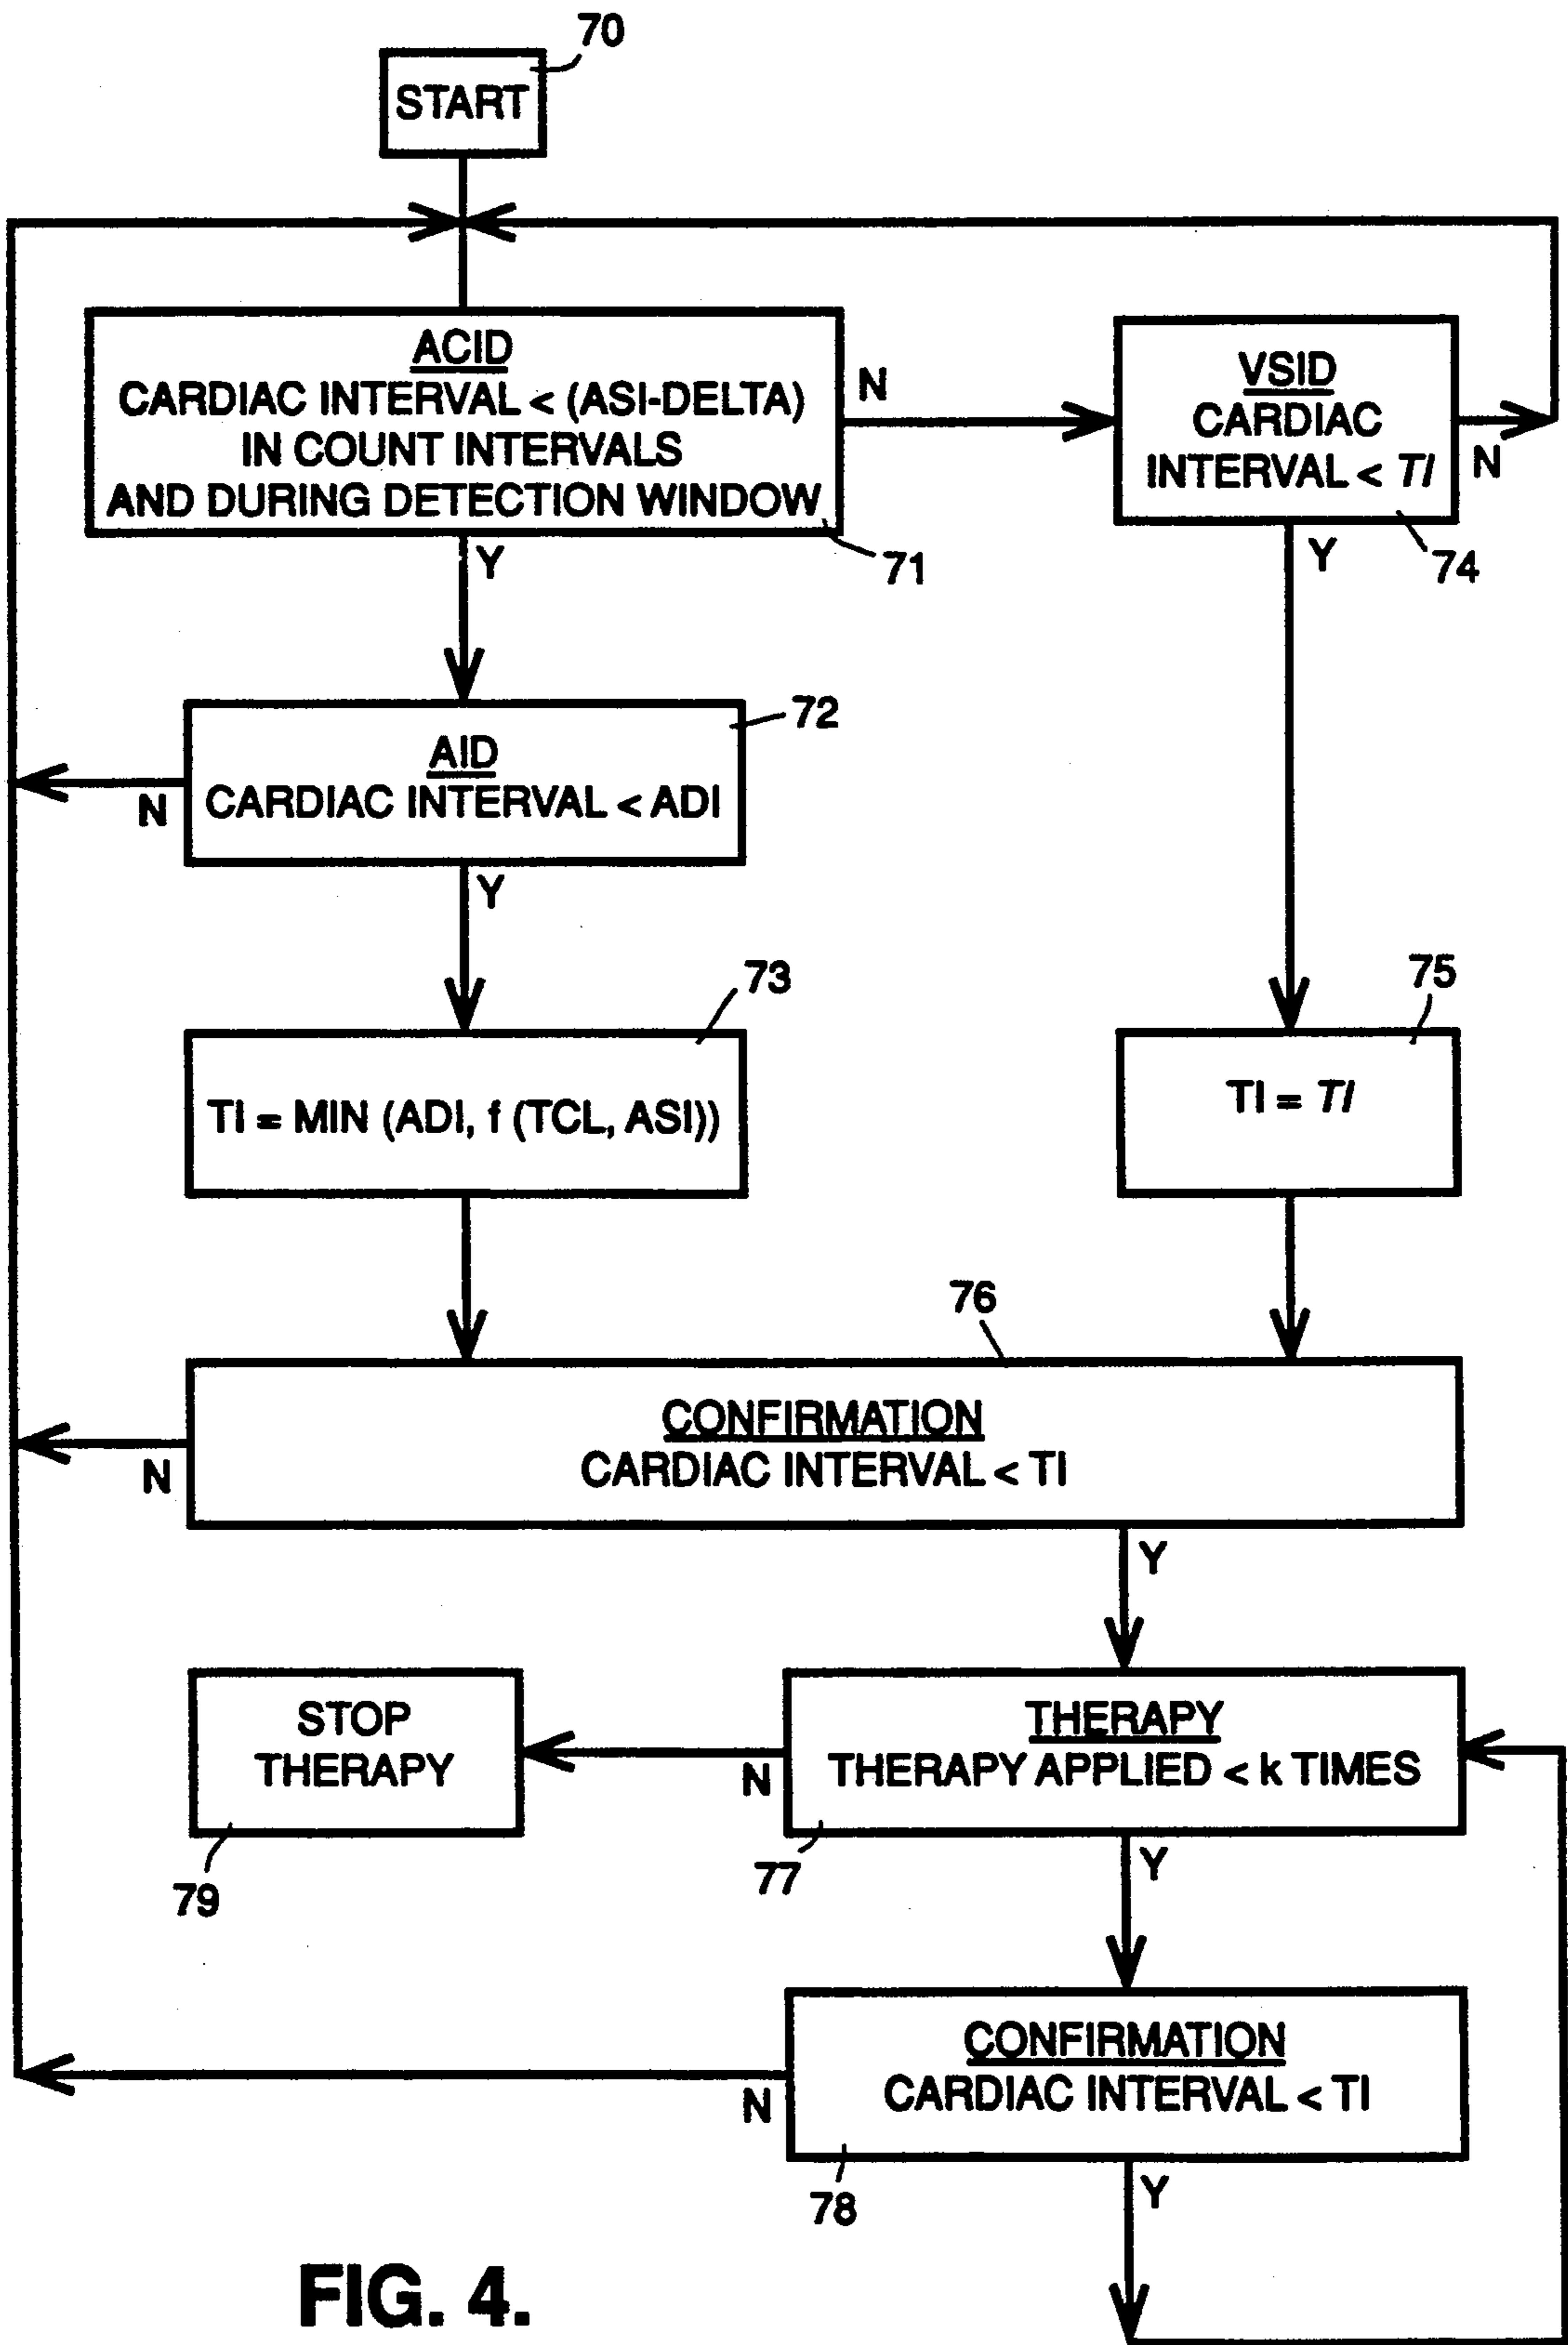 70
START
ACID
CARDIAC INTERVAL < (ASI-DELTA)
IN COUNT INTERVALS
AND DURING DETECTION WINDOW
71
N
Y
VSID
CARDIAC
INTERVAL < TI
74
N
Y
72
AID
CARDIAC INTERVAL < ADI
N
Y
73
TI = MIN (ADI, f (TCL, ASI))
75
TI = TI
76
CONFIRMATION
CARDIAC INTERVAL < TI
N
Y
STOP
THERAPY
79
THERAPY
THERAPY APPLIED < k TIMES
N
77
Y
CONFIRMATION
CARDIAC INTERVAL < TI
N
78
Y
FIG. 4.